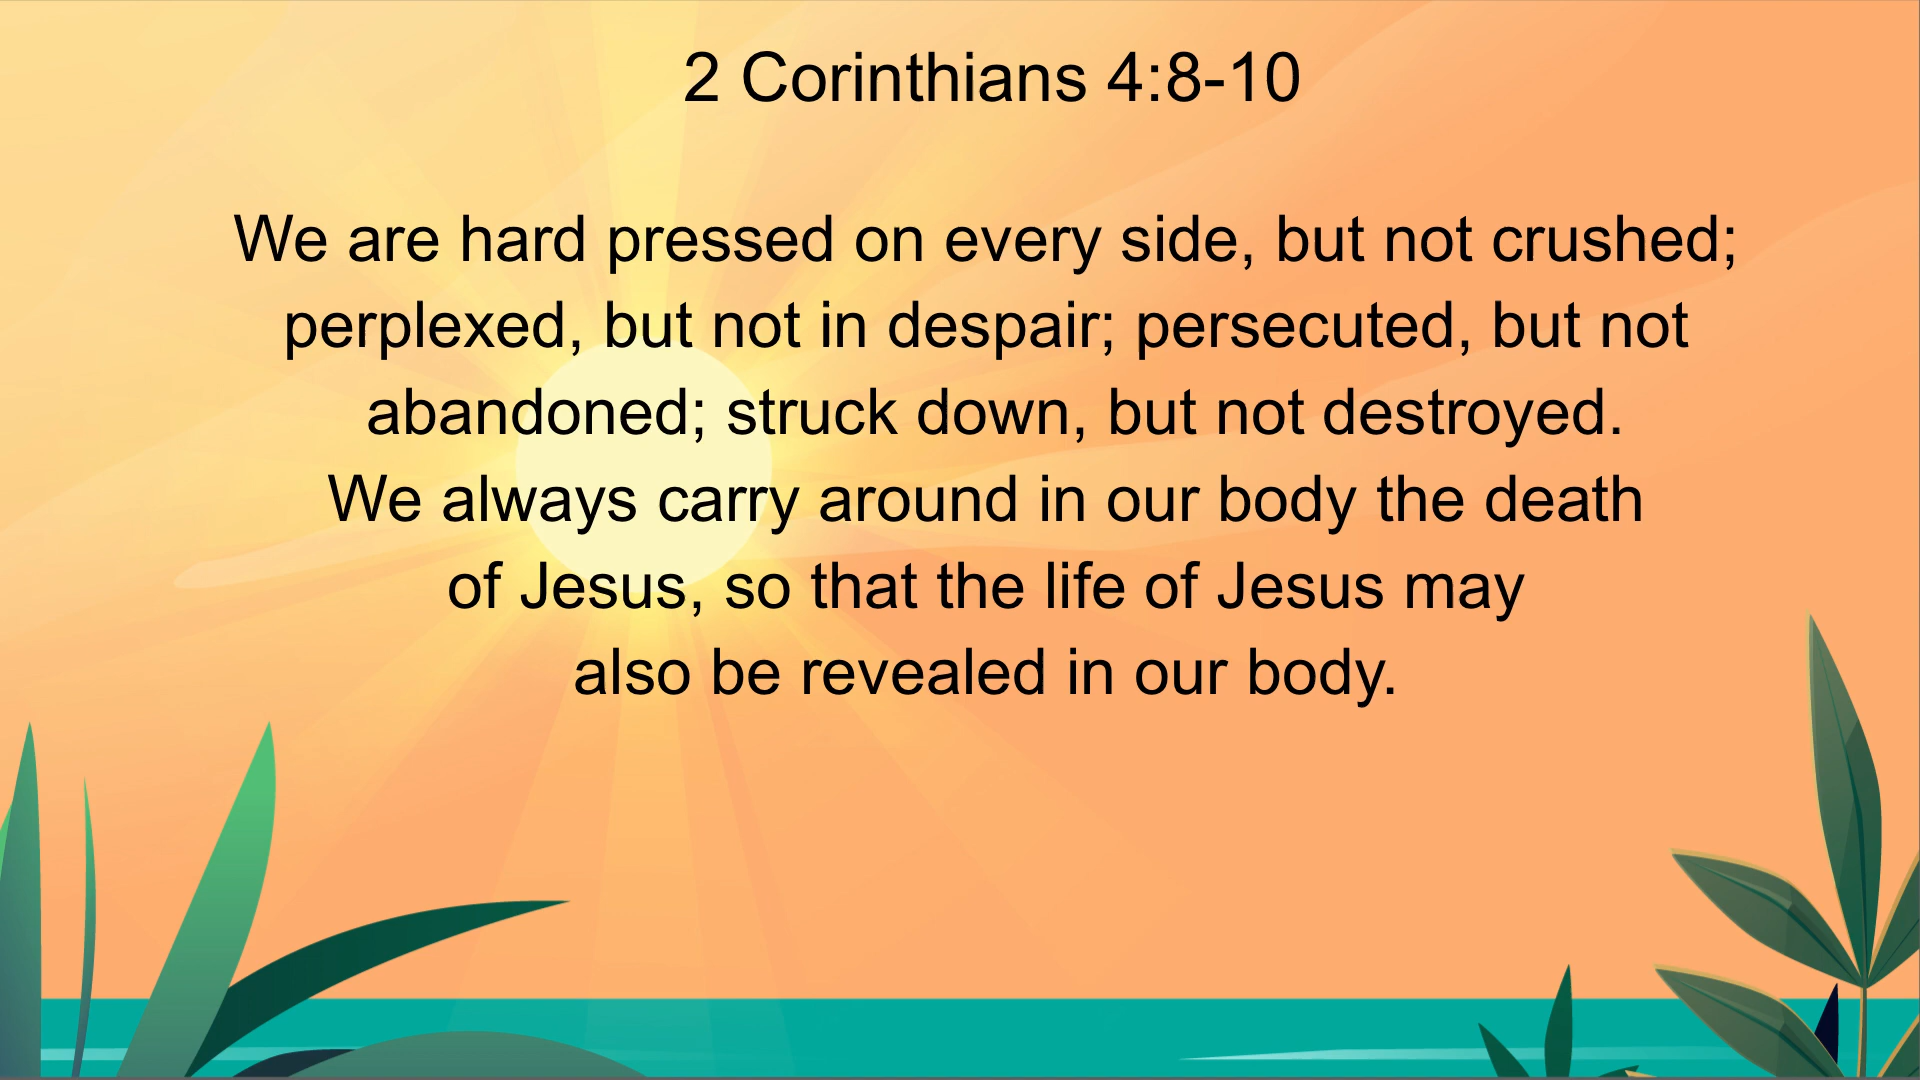 2 Corinthians 4:8-10
We are hard pressed on every side, but not crushed;
perplexed, but not in despair; persecuted, but not
abandoned; struck down, but not destroyed.
We always carry around in our body the death
of Jesus, so that the life of Jesus may
also be revealed in our body.